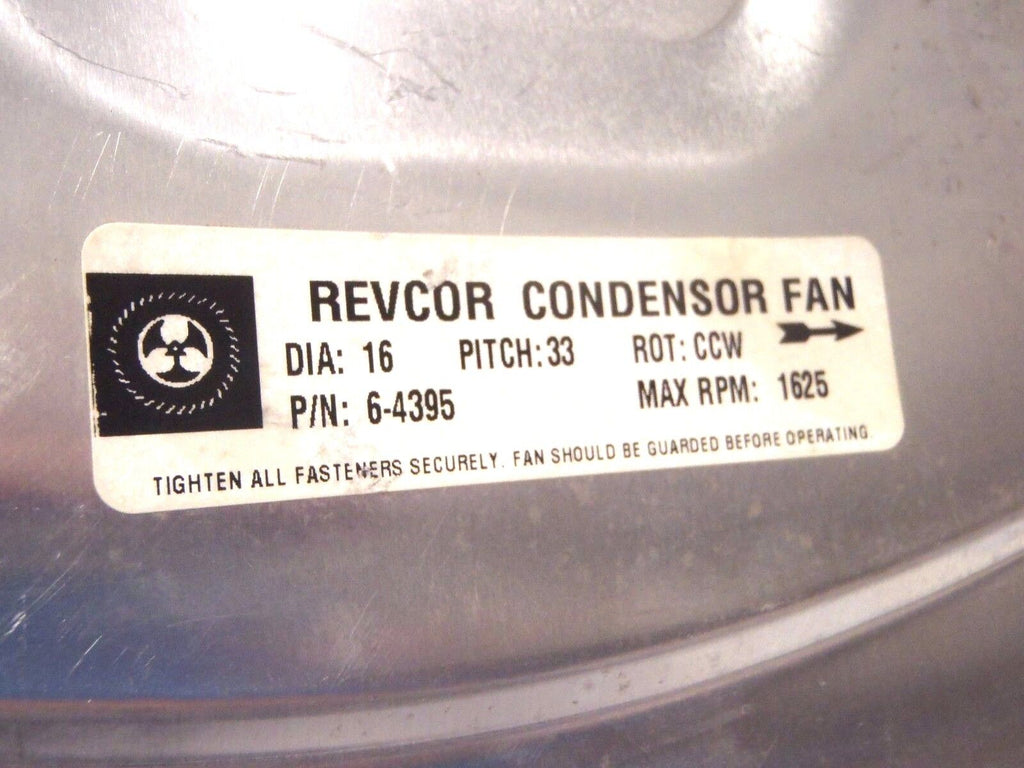 REVCOR CONDENSOR FAN
DIA: 16 PITCH: 33 ROT: CCW
P/N: 6-4395 MAX RPM: 1625
TIGHTEN ALL FASTENERS SECURELY. FAN SHOULD BE GUARDED BEFORE OPERATING.